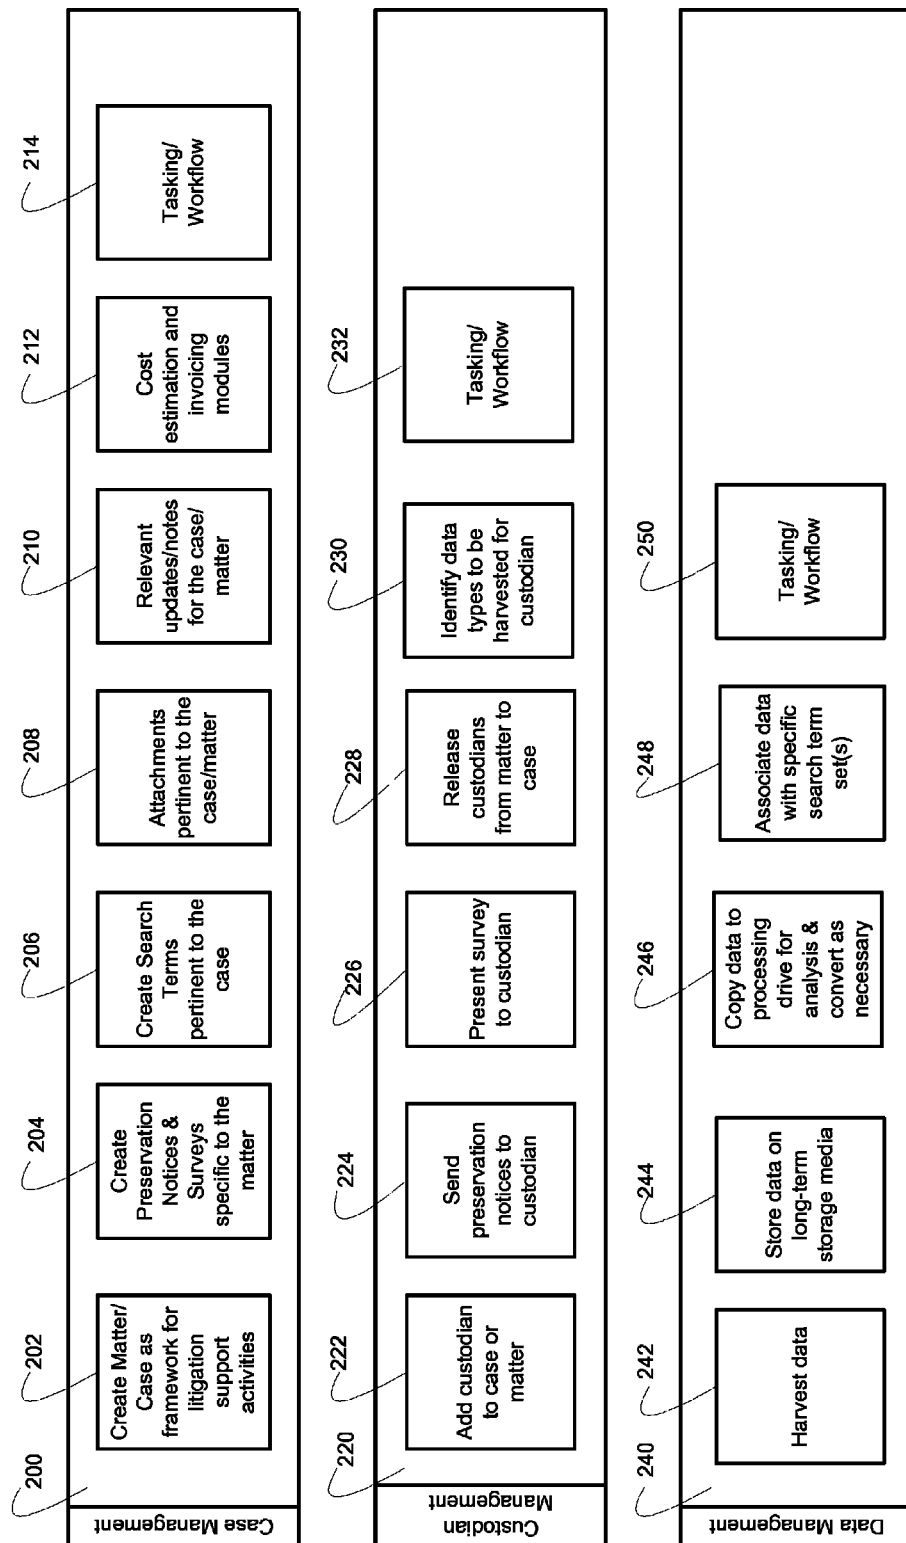 Case Management
200
202
Create Matter/
Case as
framework for
litigation
support
activities
204
Create
Preservation
Notices &
Surveys
specific to the
matter
206
Create Search
Terms
pertinent to the
case
208
Attachments
pertinent to the
case/matter
210
Relevant
updates/notes
for the case/
matter
212
Cost
estimation and
invoicing
modules
214
Tasking/
Workflow
Custodian
Management
220
222
Add custodian
to case or
matter
224
Send
preservation
notices to
custodian
226
Present survey
to custodian
228
Release
custodians
from matter to
case
230
Identify data
types to be
harvested for
custodian
232
Tasking/
Workflow
Data Management
240
242
Harvest data
244
Store data on
long-term
storage media
246
Copy data to
processing
drive for
analysis &
convert as
necessary
248
Associate data
with specific
search term
set(s)
250
Tasking/
Workflow